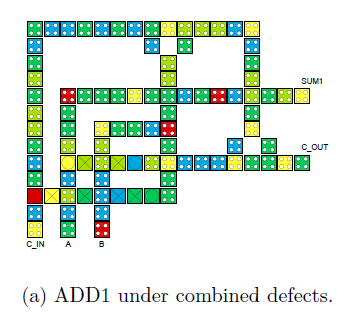 SUM1
C_OUT
C_IN A B
(a) ADD1 under combined defects.